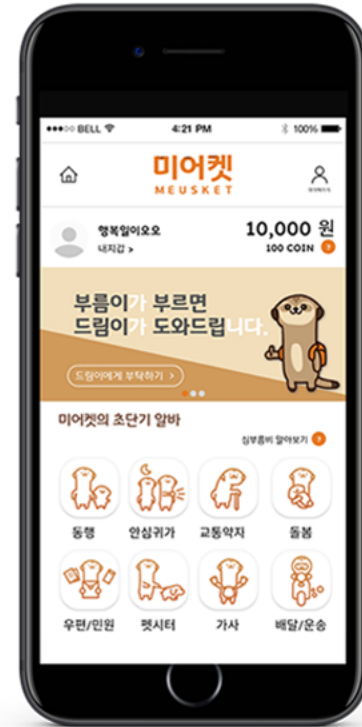 BELL 4:21 PM 100%
미어켓
MEUSKET
행복일이오오
내지갑 >
10,000 원
100 COIN ?
부름이가 부르면
드림이가 도와드립니다.
드림이에게 부탁하기 >
미어켓의 초단기 알바
심부름비 알아보기 ?
동행 안심귀가 교통약자 돌봄
우편/민원 펫시터 가사 배달/운송